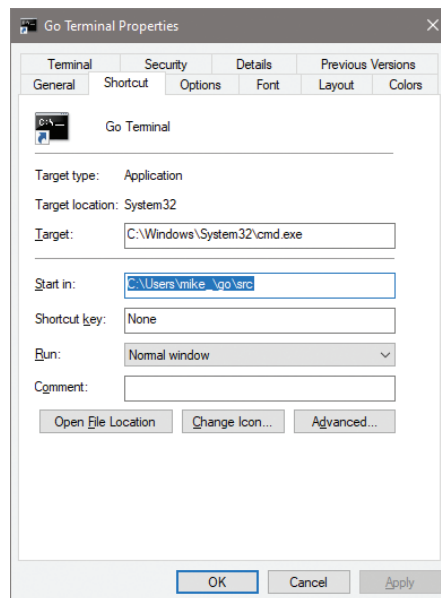 Go Terminal Properties
Terminal Security Details Previous Versions
General Shortcut Options Font Layout Colors
C:\_
Go Terminal
Target type: Application
Target location: System32
Target: C:\Windows\System32\cmd.exe
Start in: C:\Users\mike_\go\src
Shortcut key: None
Run: Normal window
Comment:
Open File Location Change Icon... Advanced...
OK Cancel Apply